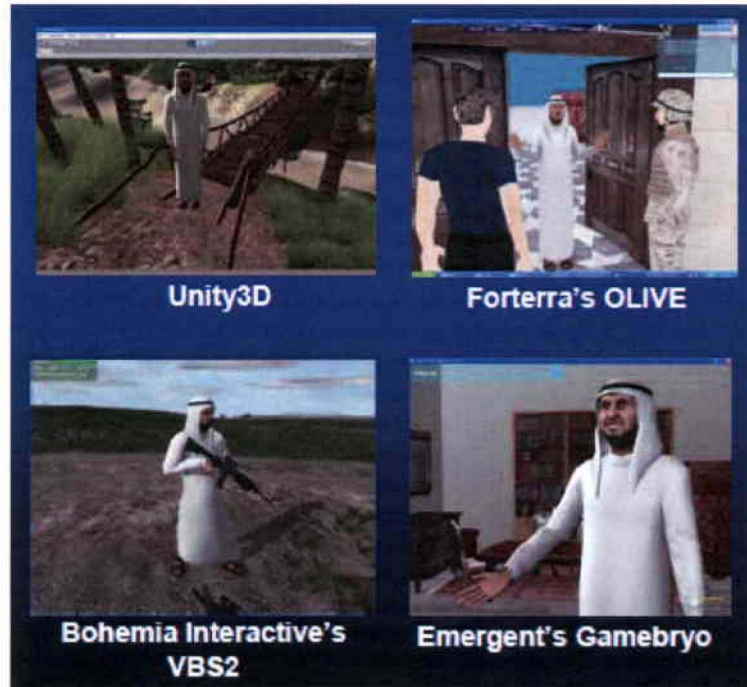 Unity3D
Forterra's OLIVE
Bohemia Interactive's
VBS2
Emergent's Gamebryo